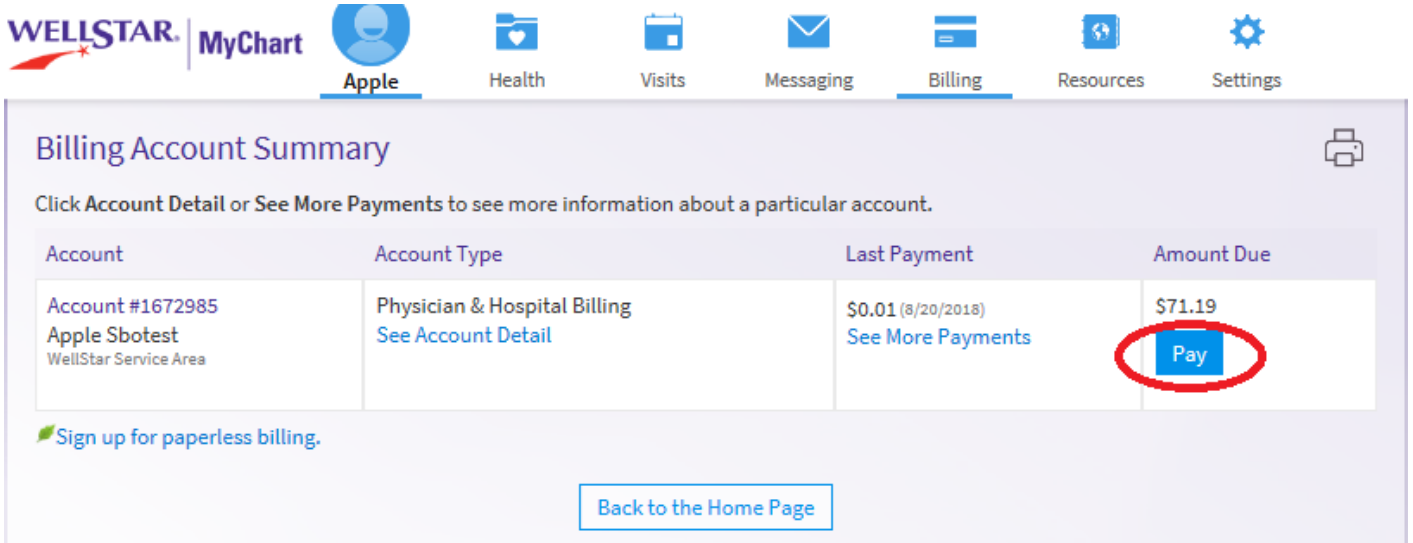 WELLSTAR. MyChart
Apple Health Visits Messaging Billing Resources Settings
Billing Account Summary
Click Account Detail or See More Payments to see more information about a particular account.
Account Account Type Last Payment Amount Due
Account #1672985 Physician & Hospital Billing $0.01 (8/20/2018) $71.19
Apple Sbotest See Account Detail See More Payments Pay
WellStar Service Area
Sign up for paperless billing.
Back to the Home Page